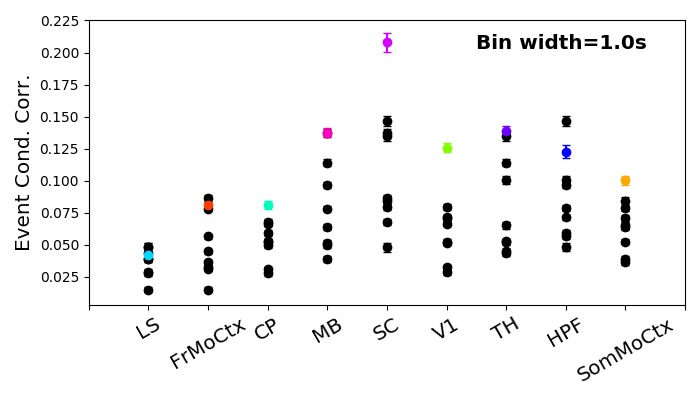 Bin width=1.0s
Event Cond. Corr.
0.225
0.200
0.175
0.150
0.125
0.100
0.075
0.050
0.025
LS
FrMoCtx
CP
MB
SC
V1
TH
HPF
SomMoCtx